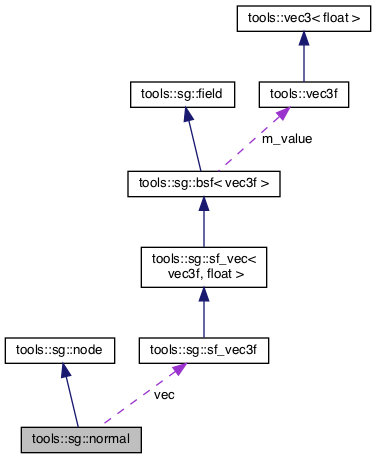 tools::vec3< float >
tools::sg::field
tools::vec3f
m_value
tools::sg::bsf< vec3f >
tools::sg::sf_vec<
vec3f, float >
tools::sg::node
tools::sg::sf_vec3f
vec
tools::sg::normal